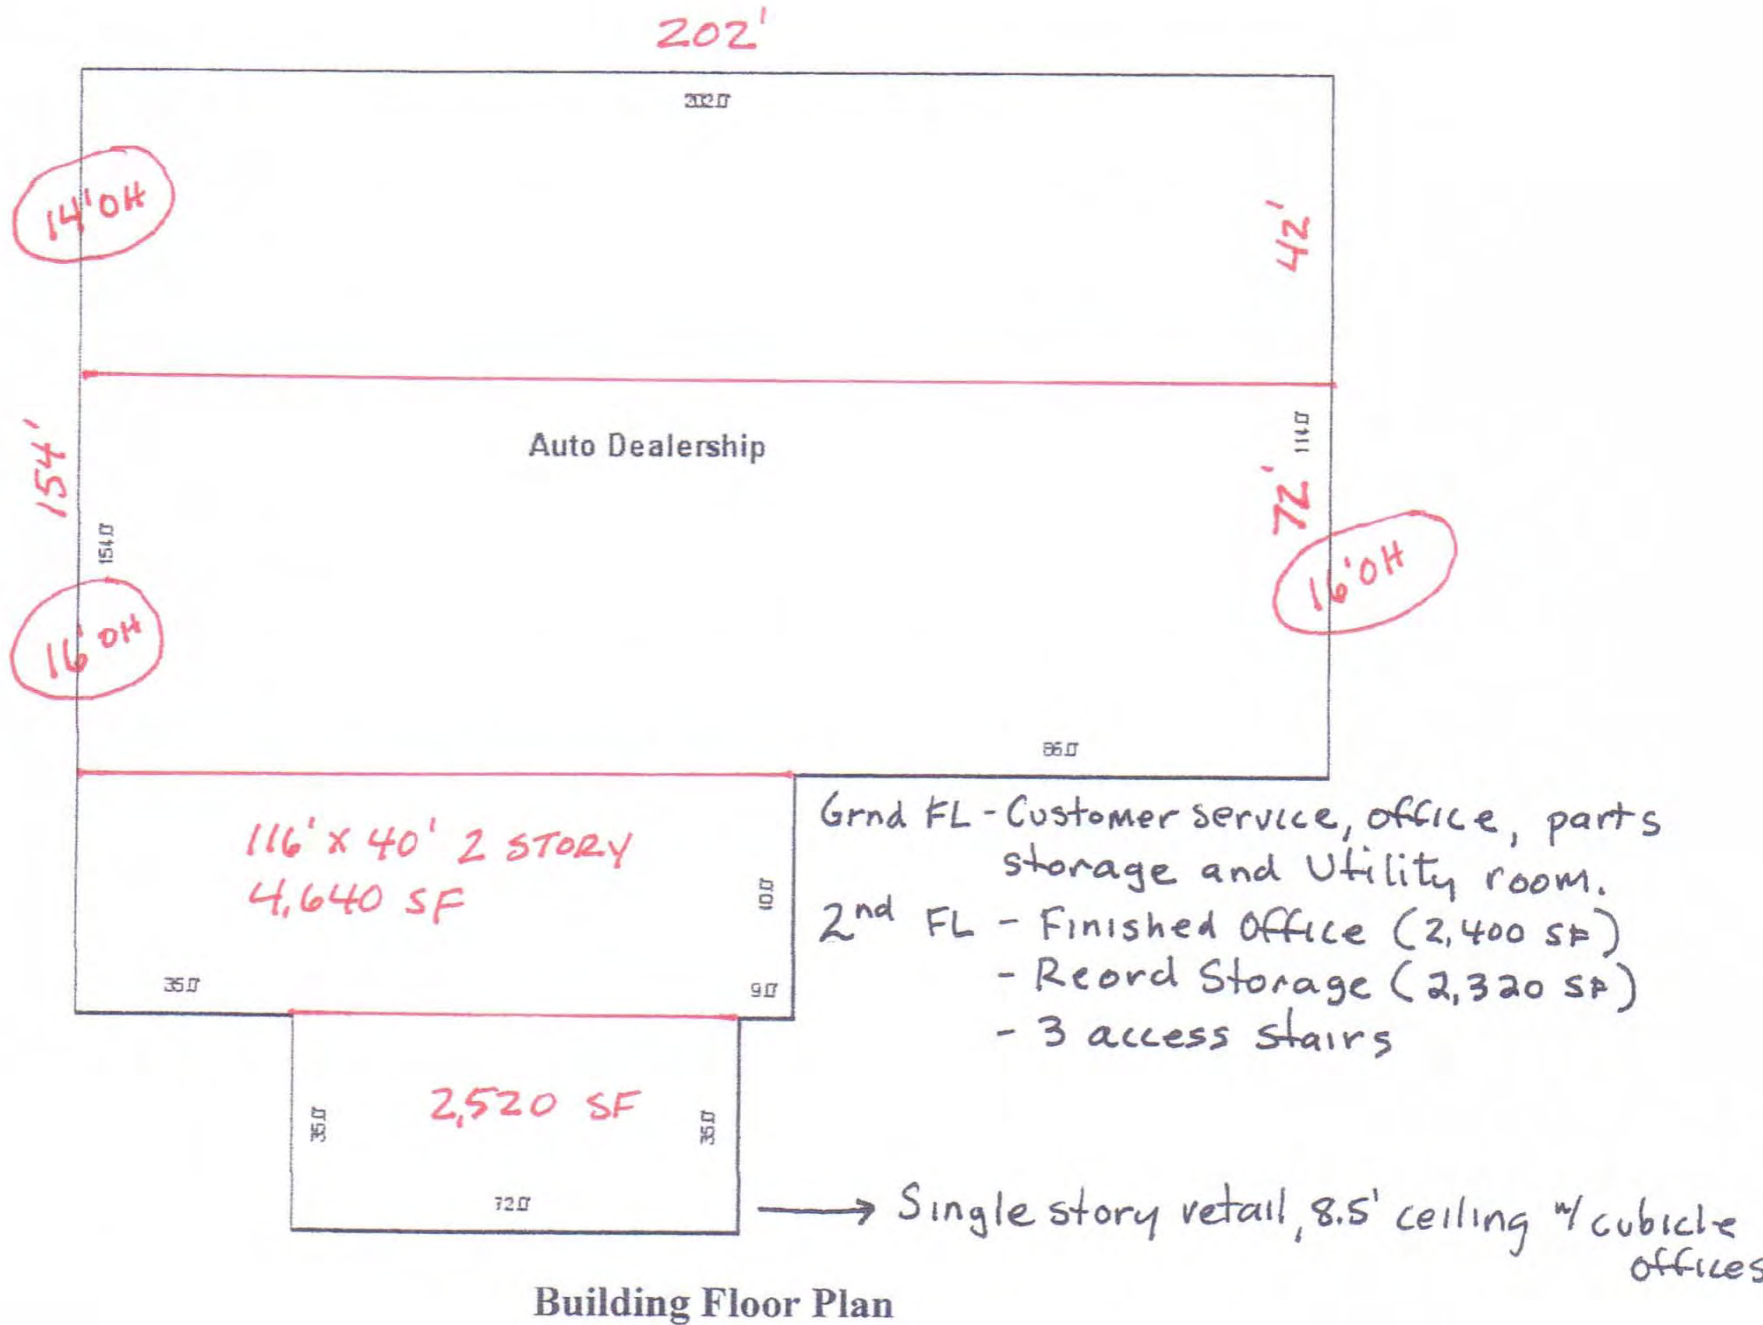 202'
202.0'
14'OH
42'
154'
Auto Dealership
114.0'
72'
154.0'
16'OH
16'OH
86.0'
116' x 40' 2 STORY
4,640 SF
40.0'
35.0'
9.0'
Grnd FL - Customer service, office, parts
storage and Utility room.
2nd FL - Finished Office (2,400 SF)
- Reord Storage (2,320 SF)
- 3 access stairs
2,520 SF
35.0'
35.0'
72.0'
→ Single story retail, 8.5' ceiling w/ cubicle
offices
Building Floor Plan